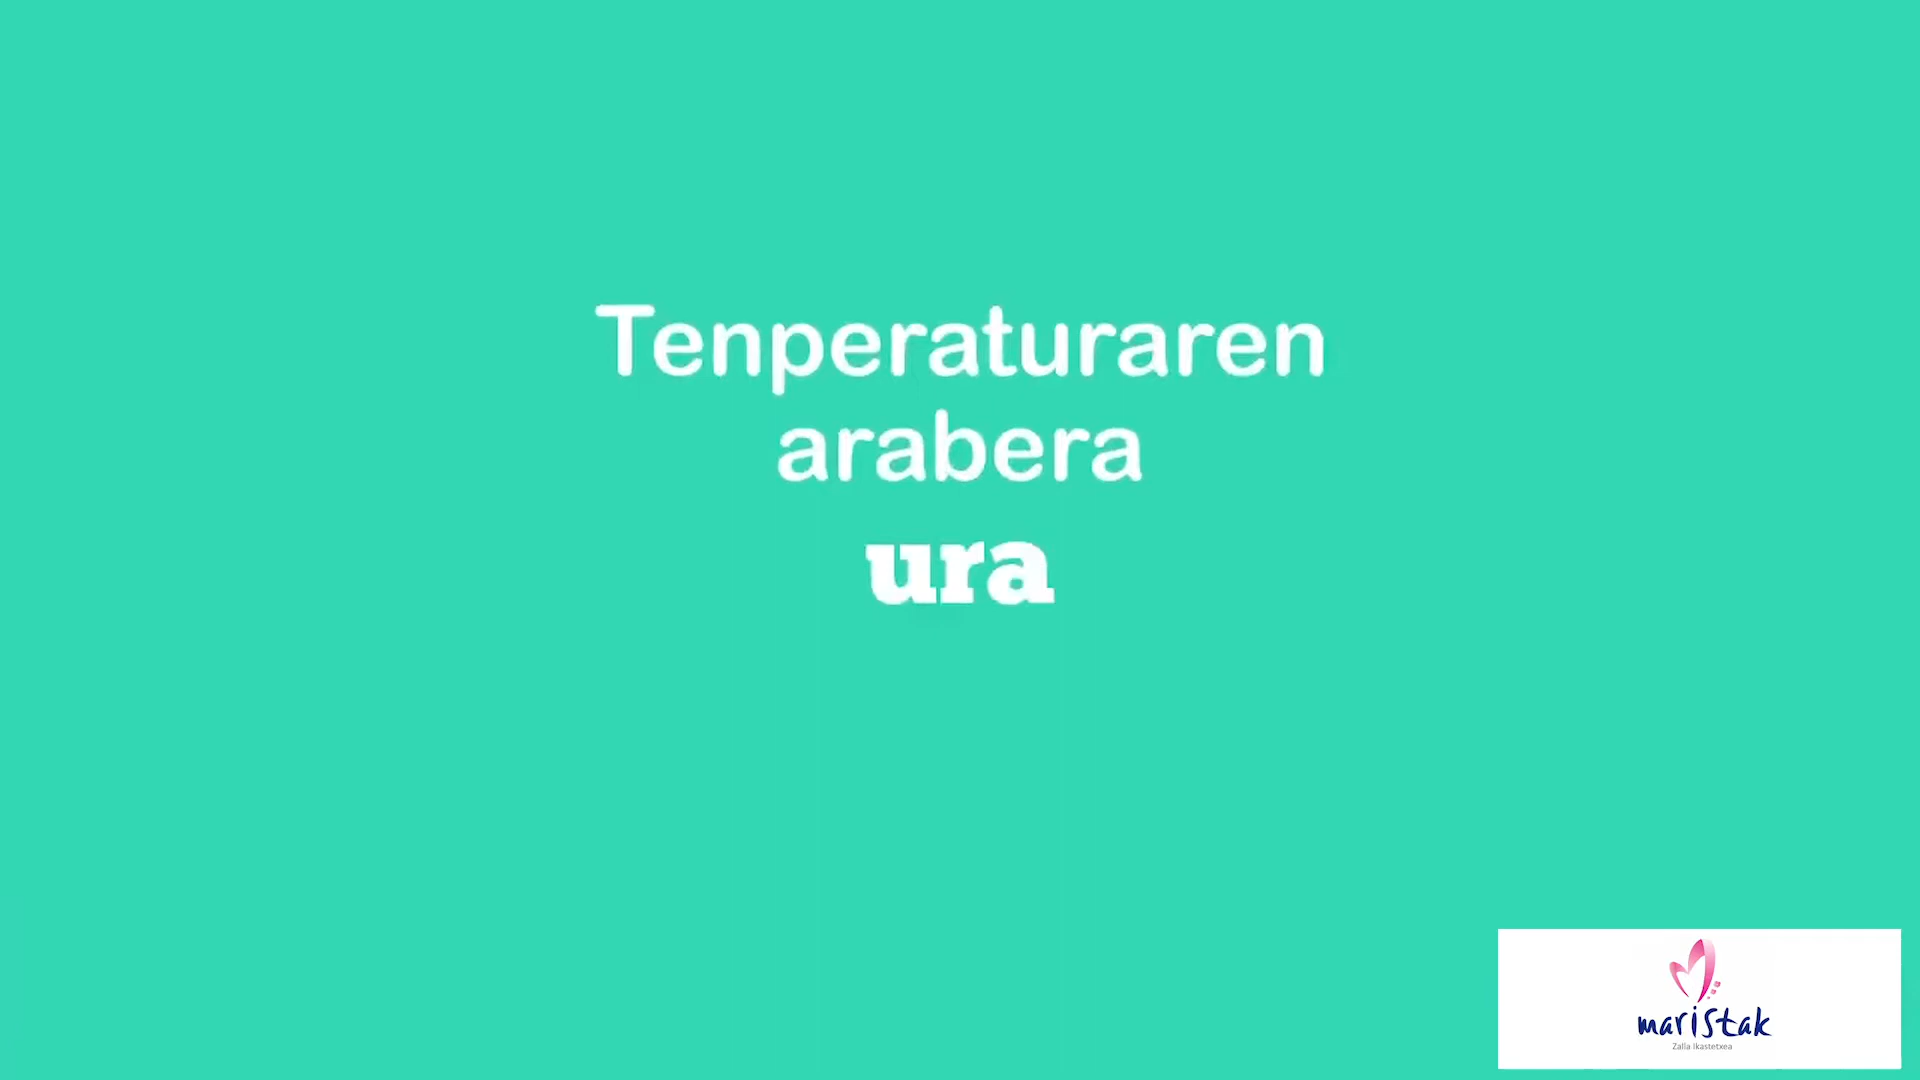 Tenperaturaren
arabera
ura
mariStak
Zalla Ikastetxea